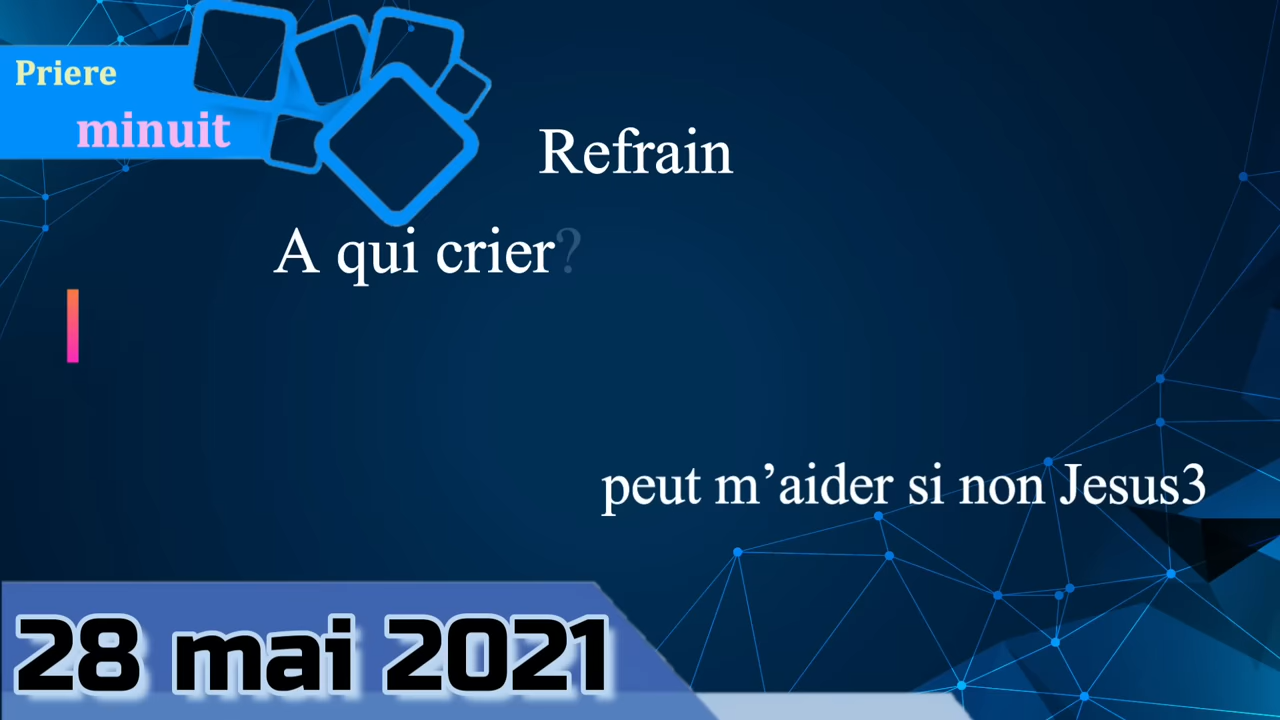 Priere
minuit
Refrain
A qui crier?
peut m’aider si non Jesus3
28 mai 2021